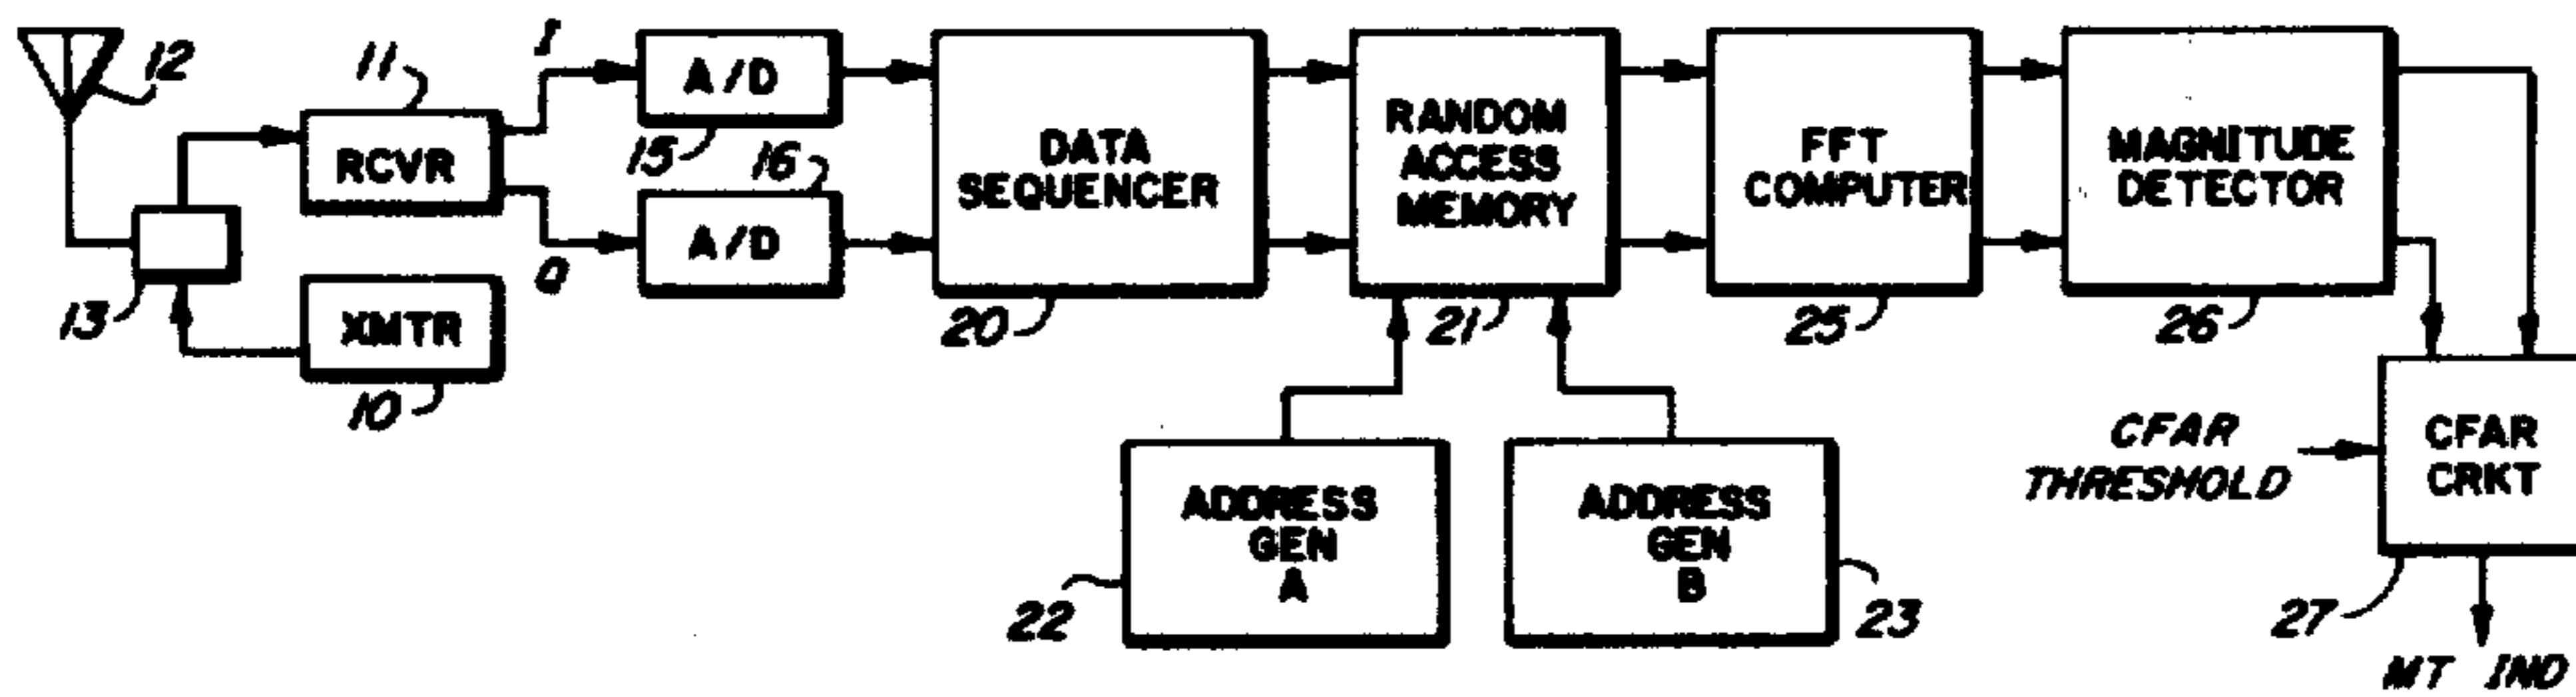 12
11
RCVR
13
XMTR
10
I
Q
A/D
15
16
A/D
DATA
SEQUENCER
20
RANDOM
ACCESS
MEMORY
21
ADDRESS
GEN
A
22
ADDRESS
GEN
B
23
FFT
COMPUTER
25
MAGNITUDE
DETECTOR
26
CFAR
THRESHOLD
CFAR
CRKT
27
MT IND